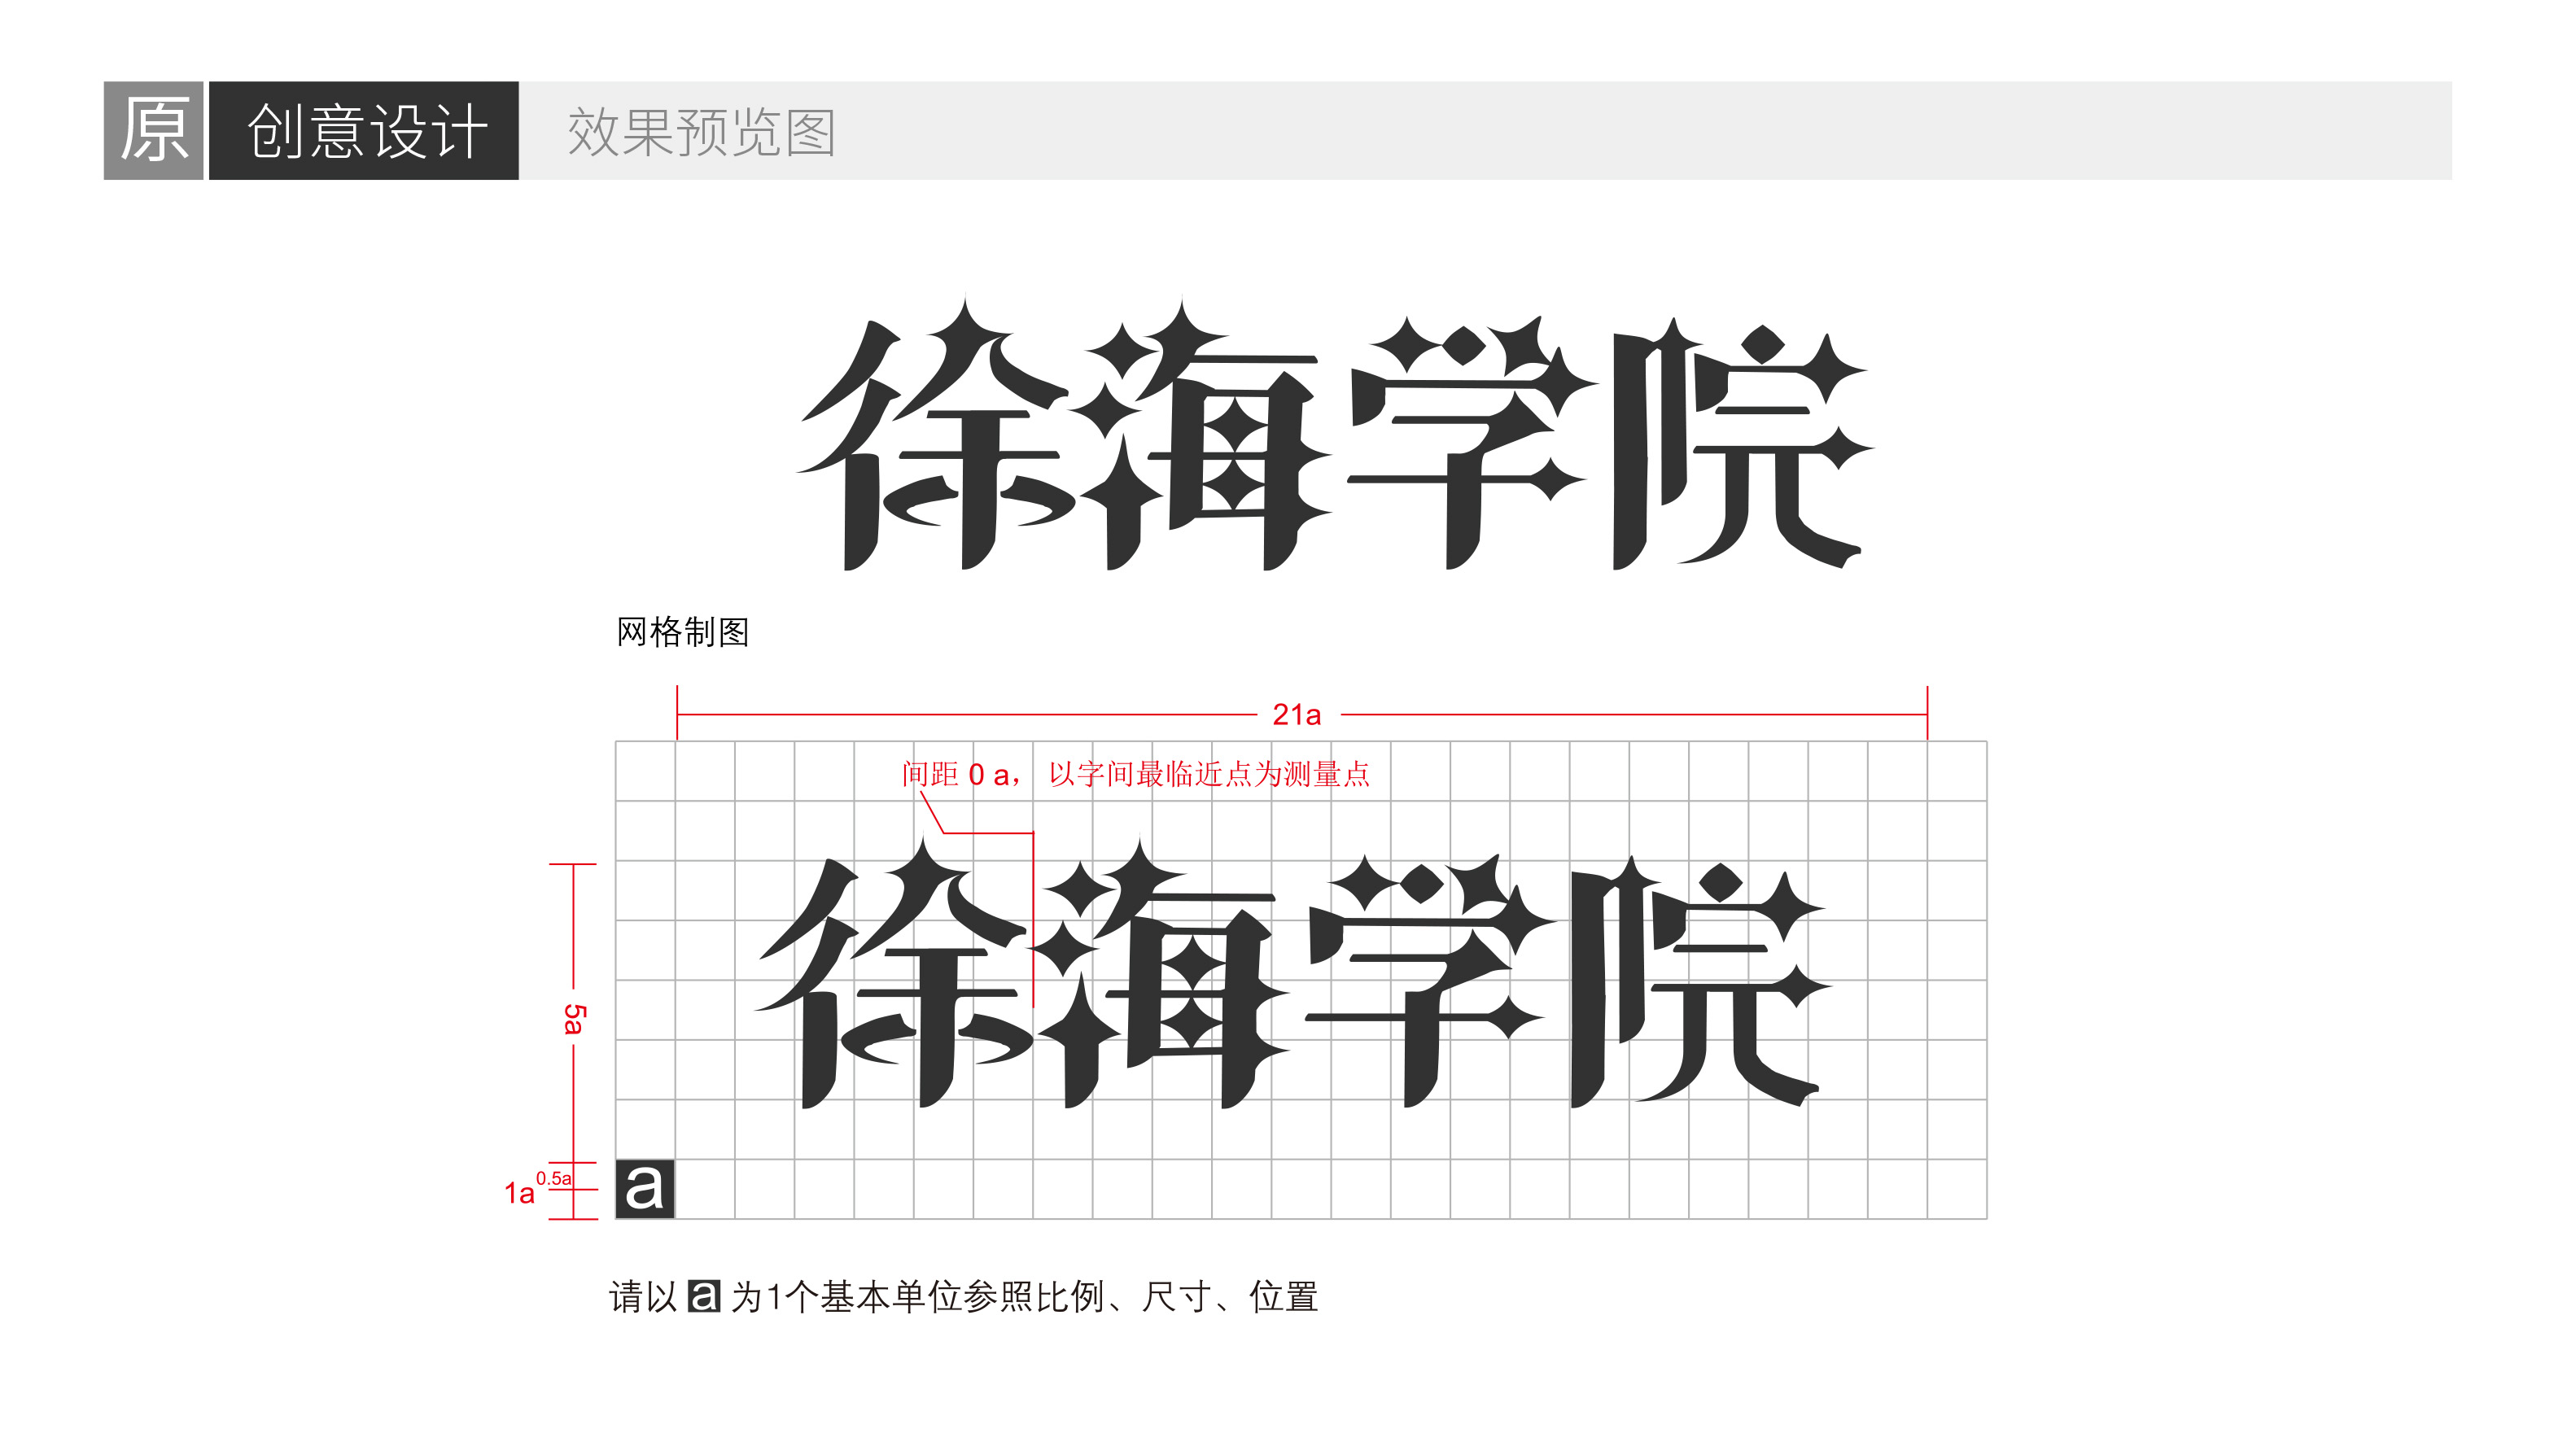 原 创意设计 效果预览图
徐海学院
网格制图
21a
间距 0 a， 以字间最临近点为测量点
徐海学院
5a
0.5a
1a
a
请以 a 为1个基本单位参照比例、尺寸、位置